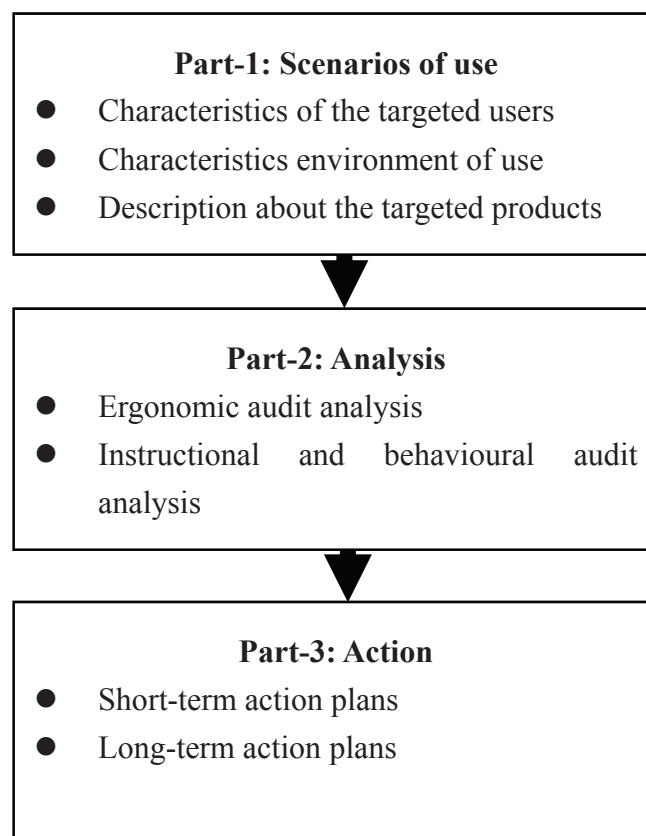 Part-1: Scenarios of use
● Characteristics of the targeted users
● Characteristics environment of use
● Description about the targeted products
Part-2: Analysis
● Ergonomic audit analysis
● Instructional and behavioural audit
analysis
Part-3: Action
● Short-term action plans
● Long-term action plans